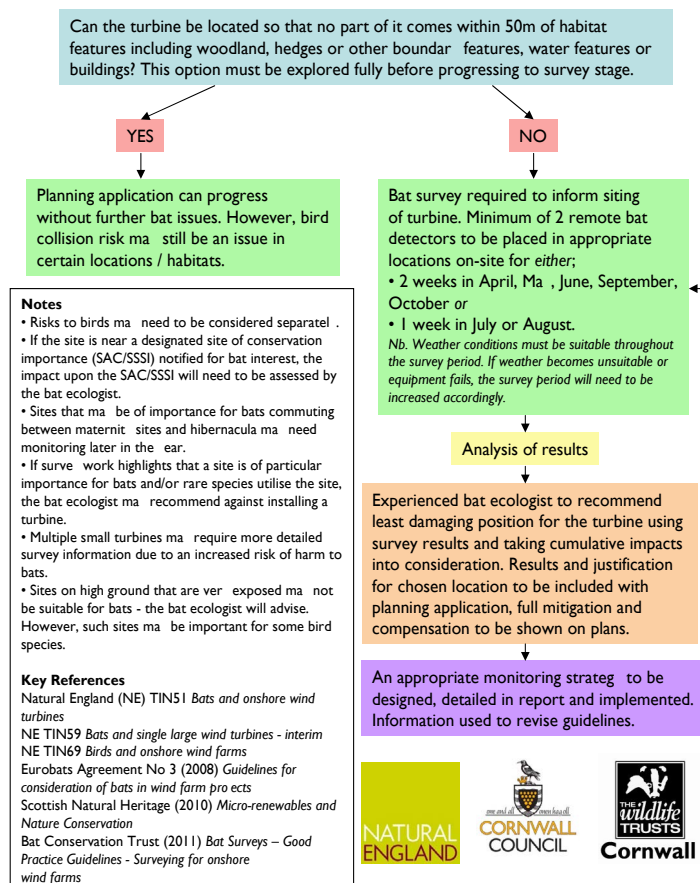 Can the turbine be located so that no part of it comes within 50m of habitat
features including woodland, hedges or other boundar features, water features or
buildings? This option must be explored fully before progressing to survey stage.
YES
NO
Planning application can progress
without further bat issues. However, bird
collision risk ma still be an issue in
certain locations / habitats.
Bat survey required to inform siting
of turbine. Minimum of 2 remote bat
detectors to be placed in appropriate
locations on-site for either;
• 2 weeks in April, Ma , June, September,
October or
• 1 week in July or August.
Nb. Weather conditions must be suitable throughout
the survey period. If weather becomes unsuitable or
equipment fails, the survey period will need to be
increased accordingly.
Analysis of results
Experienced bat ecologist to recommend
least damaging position for the turbine using
survey results and taking cumulative impacts
into consideration. Results and justification
for chosen location to be included with
planning application, full mitigation and
compensation to be shown on plans.
An appropriate monitoring strateg to be
designed, detailed in report and implemented.
Information used to revise guidelines.
Notes
• Risks to birds ma need to be considered separatel .
• If the site is near a designated site of conservation
importance (SAC/SSSI) notified for bat interest, the
impact upon the SAC/SSSI will need to be assessed by
the bat ecologist.
• Sites that ma be of importance for bats commuting
between maternit sites and hibernacula ma need
monitoring later in the ear.
• If surve work highlights that a site is of particular
importance for bats and/or rare species utilise the site,
the bat ecologist ma recommend against installing a
turbine.
• Multiple small turbines ma require more detailed
survey information due to an increased risk of harm to
bats.
• Sites on high ground that are ver exposed ma not
be suitable for bats - the bat ecologist will advise.
However, such sites ma be important for some bird
species.
Key References
Natural England (NE) TIN51 Bats and onshore wind
turbines
NE TIN59 Bats and single large wind turbines - interim
NE TIN69 Birds and onshore wind farms
Eurobats Agreement No 3 (2008) Guidelines for
consideration of bats in wind farm pro ects
Scottish Natural Heritage (2010) Micro-renewables and
Nature Conservation
Bat Conservation Trust (2011) Bat Surveys – Good
Practice Guidelines - Surveying for onshore
wind farms
NATURAL
ENGLAND
one and all onen hag oll
CORNWALL
COUNCIL
THE
wildlife
TRUSTS
Cornwall